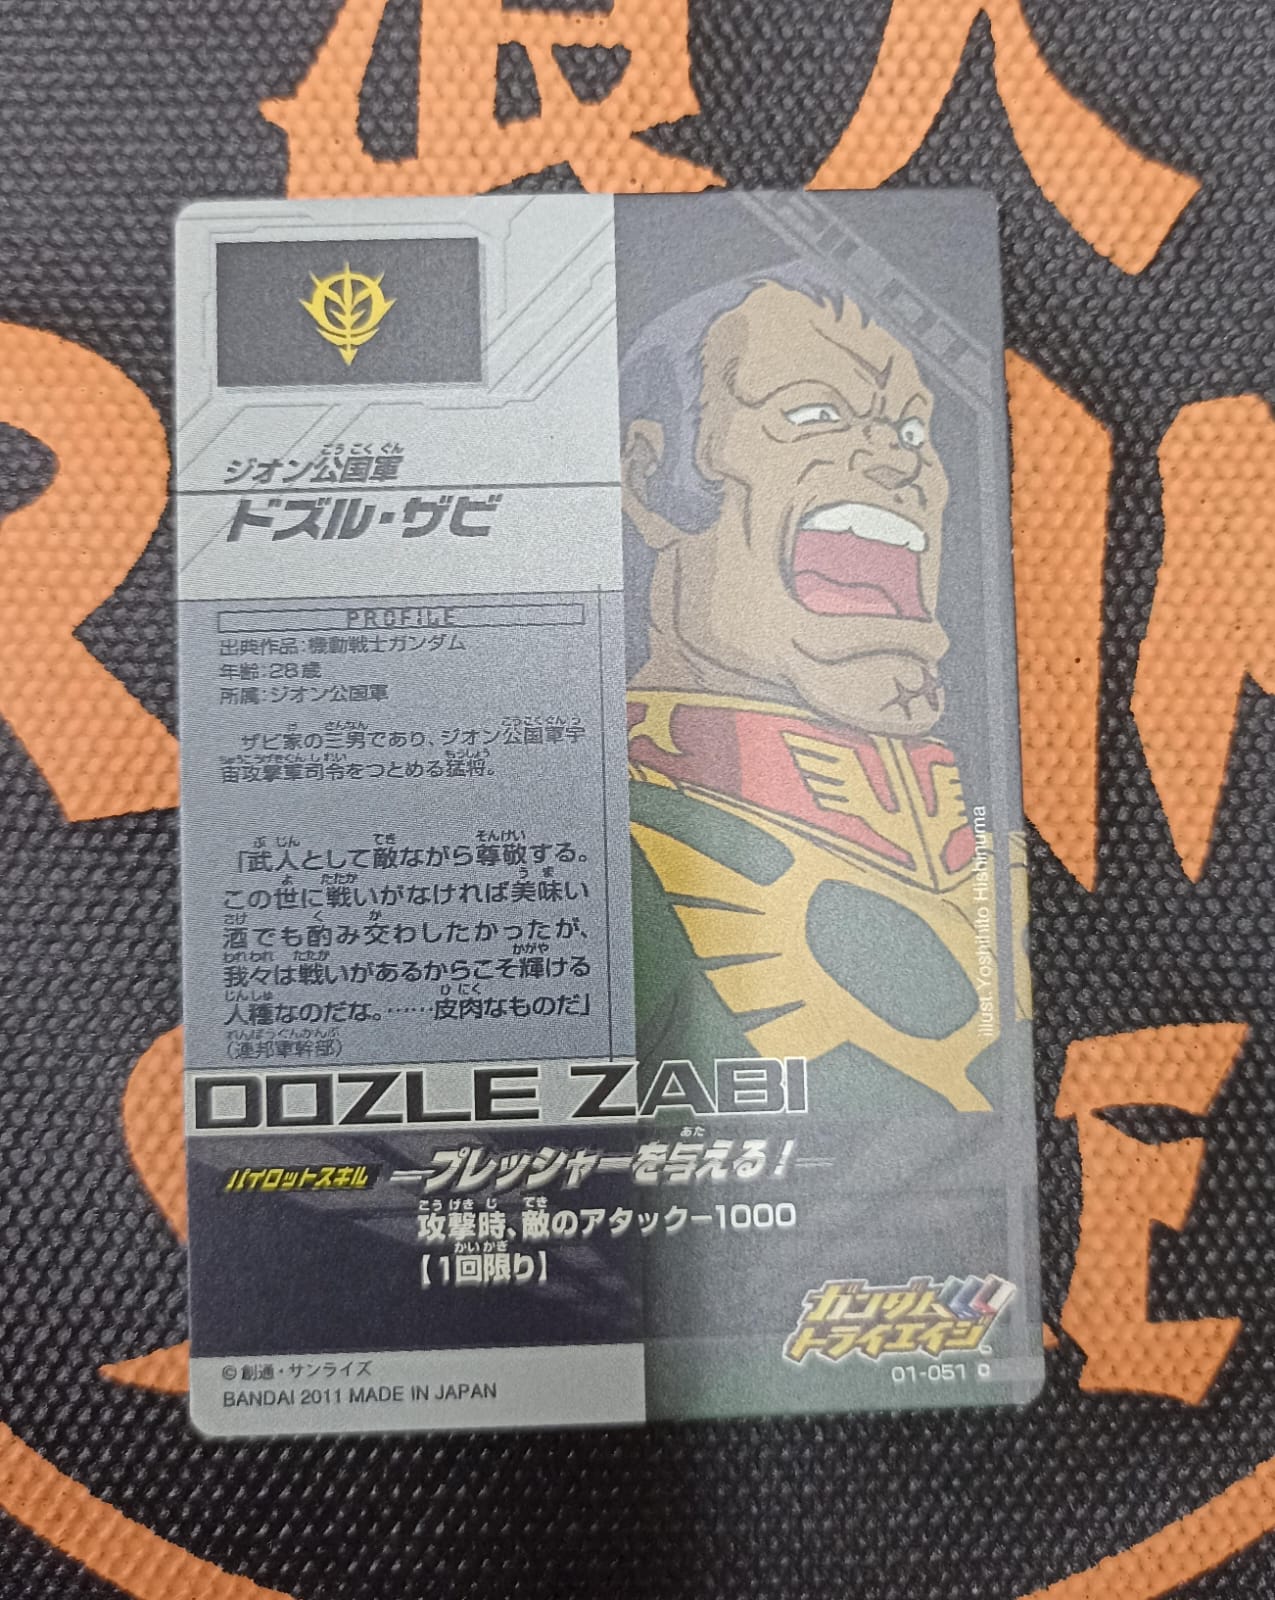 浪人
ジオン公国軍
ドズル・ザビ
PROFILE
出典作品：機動戦士ガンダム
年齢：28歳
所属：ジオン公国軍
ザビ家の三男であり、ジオン公国軍宇
宙攻撃軍司令をつとめる猛将。
「武人として敵ながら尊敬する。
この世に戦いがなければ美味い
酒でも酌み交わしたかったが、
我々は戦いがあるからこそ輝ける
人種なのだな。……皮肉なものだ」
（連邦軍幹部）
illust.Yoshihito Hishinuma
DOZLE ZABI
パイロットスキル
プレッシャーを与える！
攻撃時、敵のアタックー1000
【1回限り】
ガンダム
トライエイジ
01-051
©創通・サンライズ
BANDAI 2011 MADE IN JAPAN